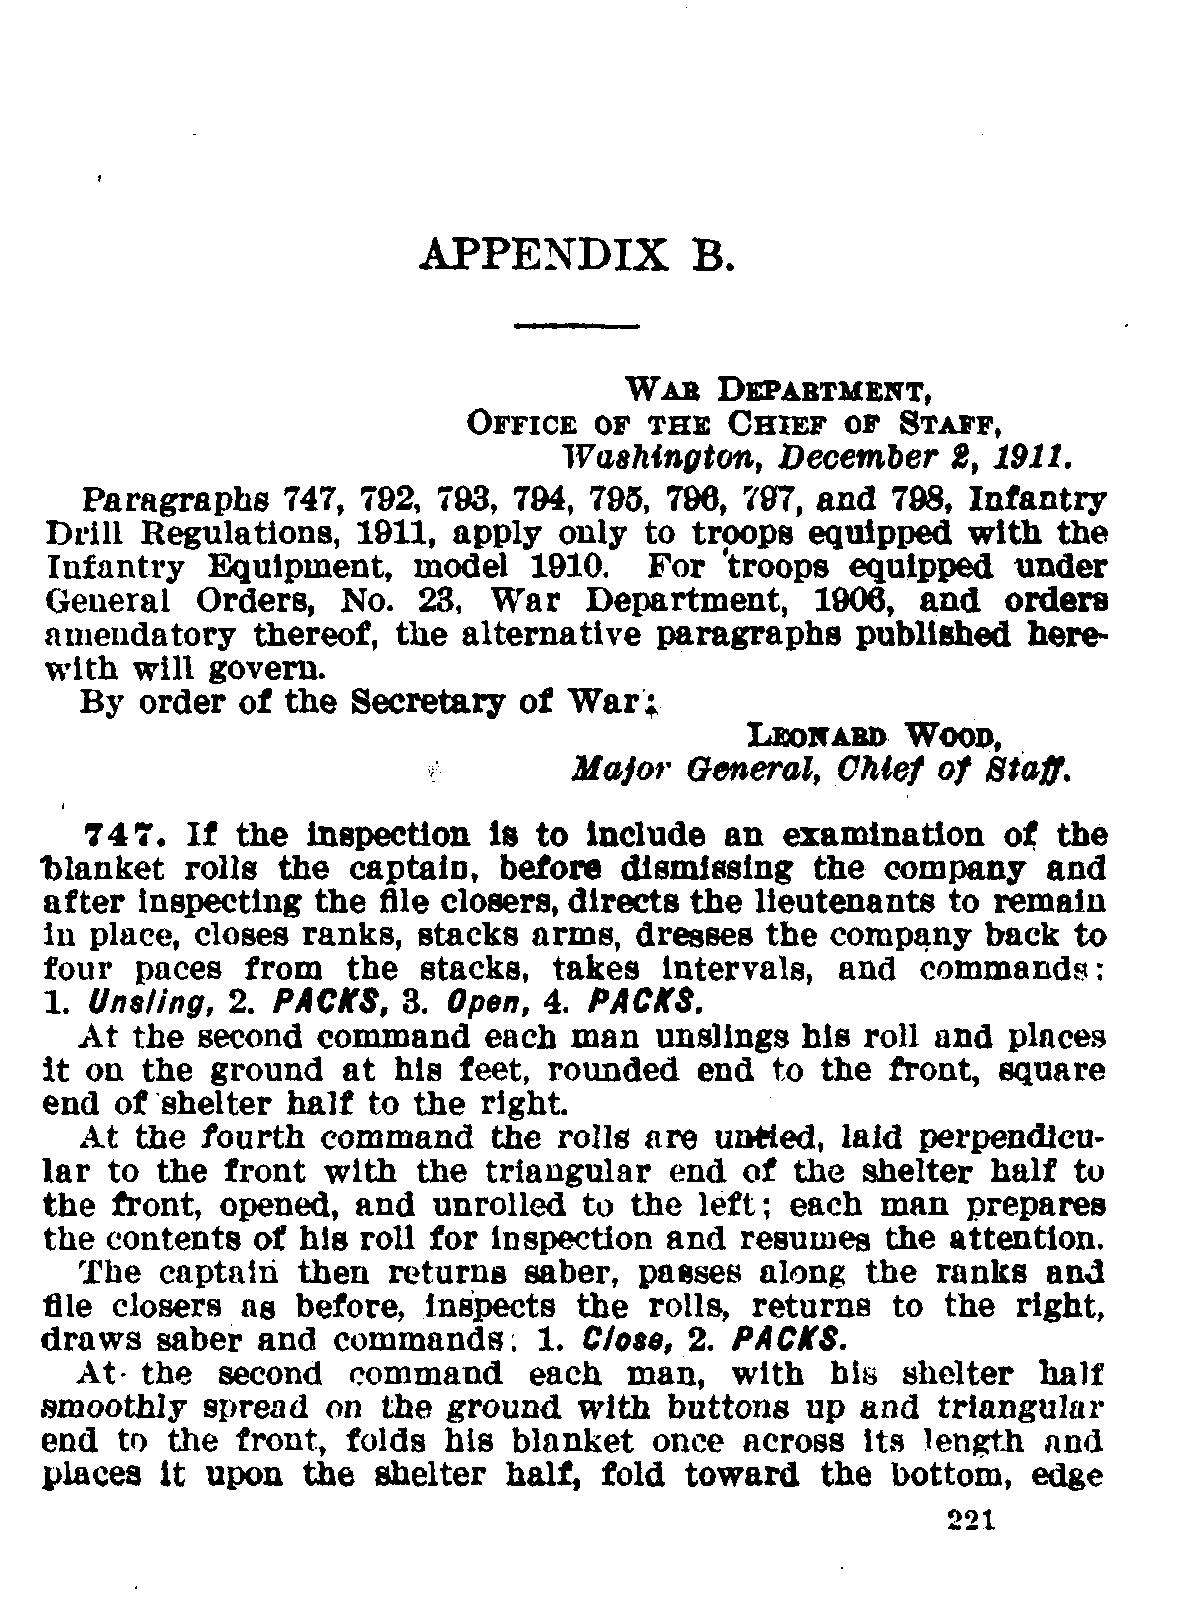 APPENDIX B.
WAR DEPARTMENT,
OFFICE OF THE CHIEF OF STAFF,
Washington, December 2, 1911.
Paragraphs 747, 792, 793, 794, 795, 796, 797, and 798, Infantry
Drill Regulations, 1911, apply only to troops equipped with the
Infantry Equipment, model 1910. For troops equipped under
General Orders, No. 23, War Department, 1906, and orders
amendatory thereof, the alternative paragraphs published here-
with will govern.
By order of the Secretary of War:
LEONARD WOOD,
Major General, Chief of Staff.
747. If the inspection is to include an examination of the
blanket rolls the captain, before dismissing the company and
after inspecting the file closers, directs the lieutenants to remain
in place, closes ranks, stacks arms, dresses the company back to
four paces from the stacks, takes intervals, and commands:
1. Unsling, 2. PACKS, 3. Open, 4. PACKS.
At the second command each man unslings his roll and places
it on the ground at his feet, rounded end to the front, square
end of shelter half to the right.
At the fourth command the rolls are untied, laid perpendicu-
lar to the front with the triangular end of the shelter half to
the front, opened, and unrolled to the left; each man prepares
the contents of his roll for inspection and resumes the attention.
The captain then returns saber, passes along the ranks and
file closers as before, inspects the rolls, returns to the right,
draws saber and commands: 1. Close, 2. PACKS.
At the second command each man, with his shelter half
smoothly spread on the ground with buttons up and triangular
end to the front, folds his blanket once across its length and
places it upon the shelter half, fold toward the bottom, edge
221